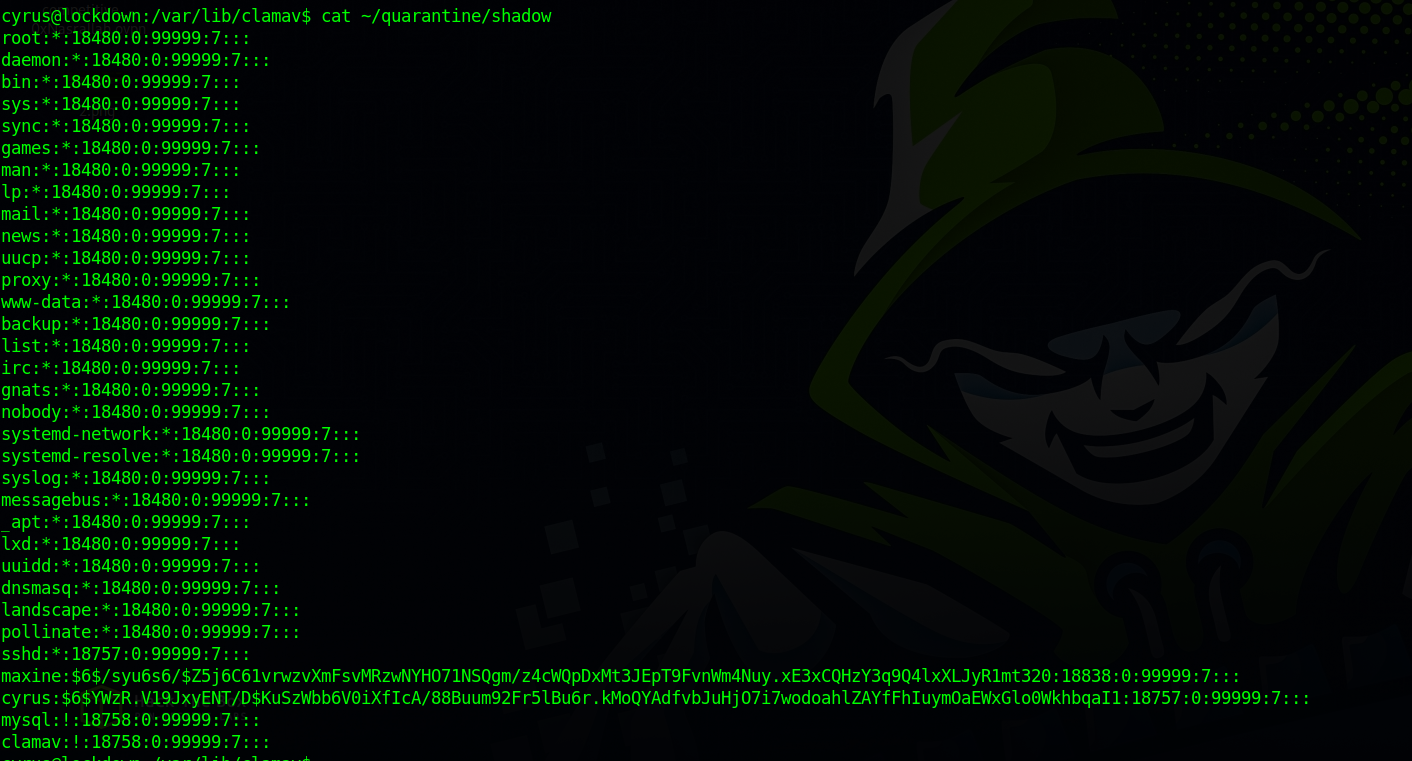 cyrus@lockdown:/var/lib/clamav$ cat ~/quarantine/shadow
root:*:18480:0:99999:7:::
daemon:*:18480:0:99999:7:::
bin:*:18480:0:99999:7:::
sys:*:18480:0:99999:7:::
sync:*:18480:0:99999:7:::
games:*:18480:0:99999:7:::
man:*:18480:0:99999:7:::
lp:*:18480:0:99999:7:::
mail:*:18480:0:99999:7:::
news:*:18480:0:99999:7:::
uucp:*:18480:0:99999:7:::
proxy:*:18480:0:99999:7:::
www-data:*:18480:0:99999:7:::
backup:*:18480:0:99999:7:::
list:*:18480:0:99999:7:::
irc:*:18480:0:99999:7:::
gnats:*:18480:0:99999:7:::
nobody:*:18480:0:99999:7:::
systemd-network:*:18480:0:99999:7:::
systemd-resolve:*:18480:0:99999:7:::
syslog:*:18480:0:99999:7:::
messagebus:*:18480:0:99999:7:::
_apt:*:18480:0:99999:7:::
lxd:*:18480:0:99999:7:::
uuidd:*:18480:0:99999:7:::
dnsmasq:*:18480:0:99999:7:::
landscape:*:18480:0:99999:7:::
pollinate:*:18480:0:99999:7:::
sshd:*:18757:0:99999:7:::
maxine:$6$/syu6s6/$Z5j6C61vrwzvXmFsvMRzwNYHO71NSQgm/z4cWQpDxMt3JEpT9FvnWm4Nuy.xE3xCQHzY3q9Q4lxXLJyR1mt320:18838:0:99999:7:::
cyrus:$6$YWzR.V19JxyENT/D$KuSzWbb6V0iXfIcA/88Buum92Fr5lBu6r.kMoQYAdfvbJuHjO7i7wodoahlZAYfFhIuymOaEWxGlo0WkhbqaI1:18757:0:99999:7:::
mysql:!:18758:0:99999:7:::
clamav:!:18758:0:99999:7:::
cyrus@lockdown:/var/lib/clamav$